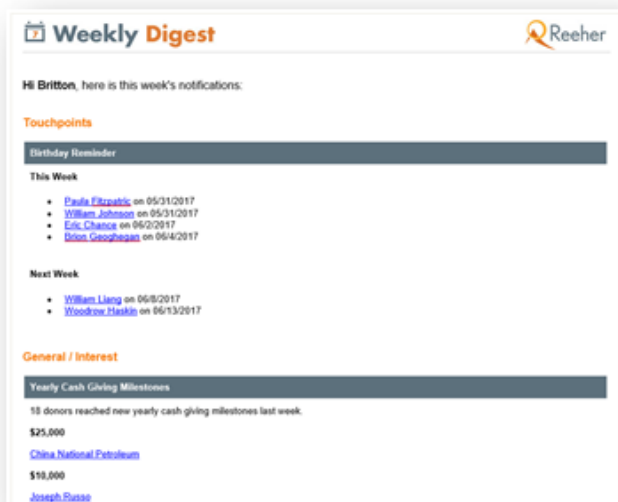 7 Weekly Digest
Reeher
Hi Britton, here is this week's notifications:
Touchpoints
Birthday Reminder
This Week
Paula Fitzpatric on 05/31/2017
William Johnson on 05/31/2017
Eric Chance on 06/2/2017
Brion Geoghegan on 06/4/2017
Next Week
William Liang on 06/8/2017
Woodrow Haskin on 06/13/2017
General / Interest
Yearly Cash Giving Milestones
18 donors reached new yearly cash giving milestones last week.
$25,000
China National Petroleum
$10,000
Joseph Russo